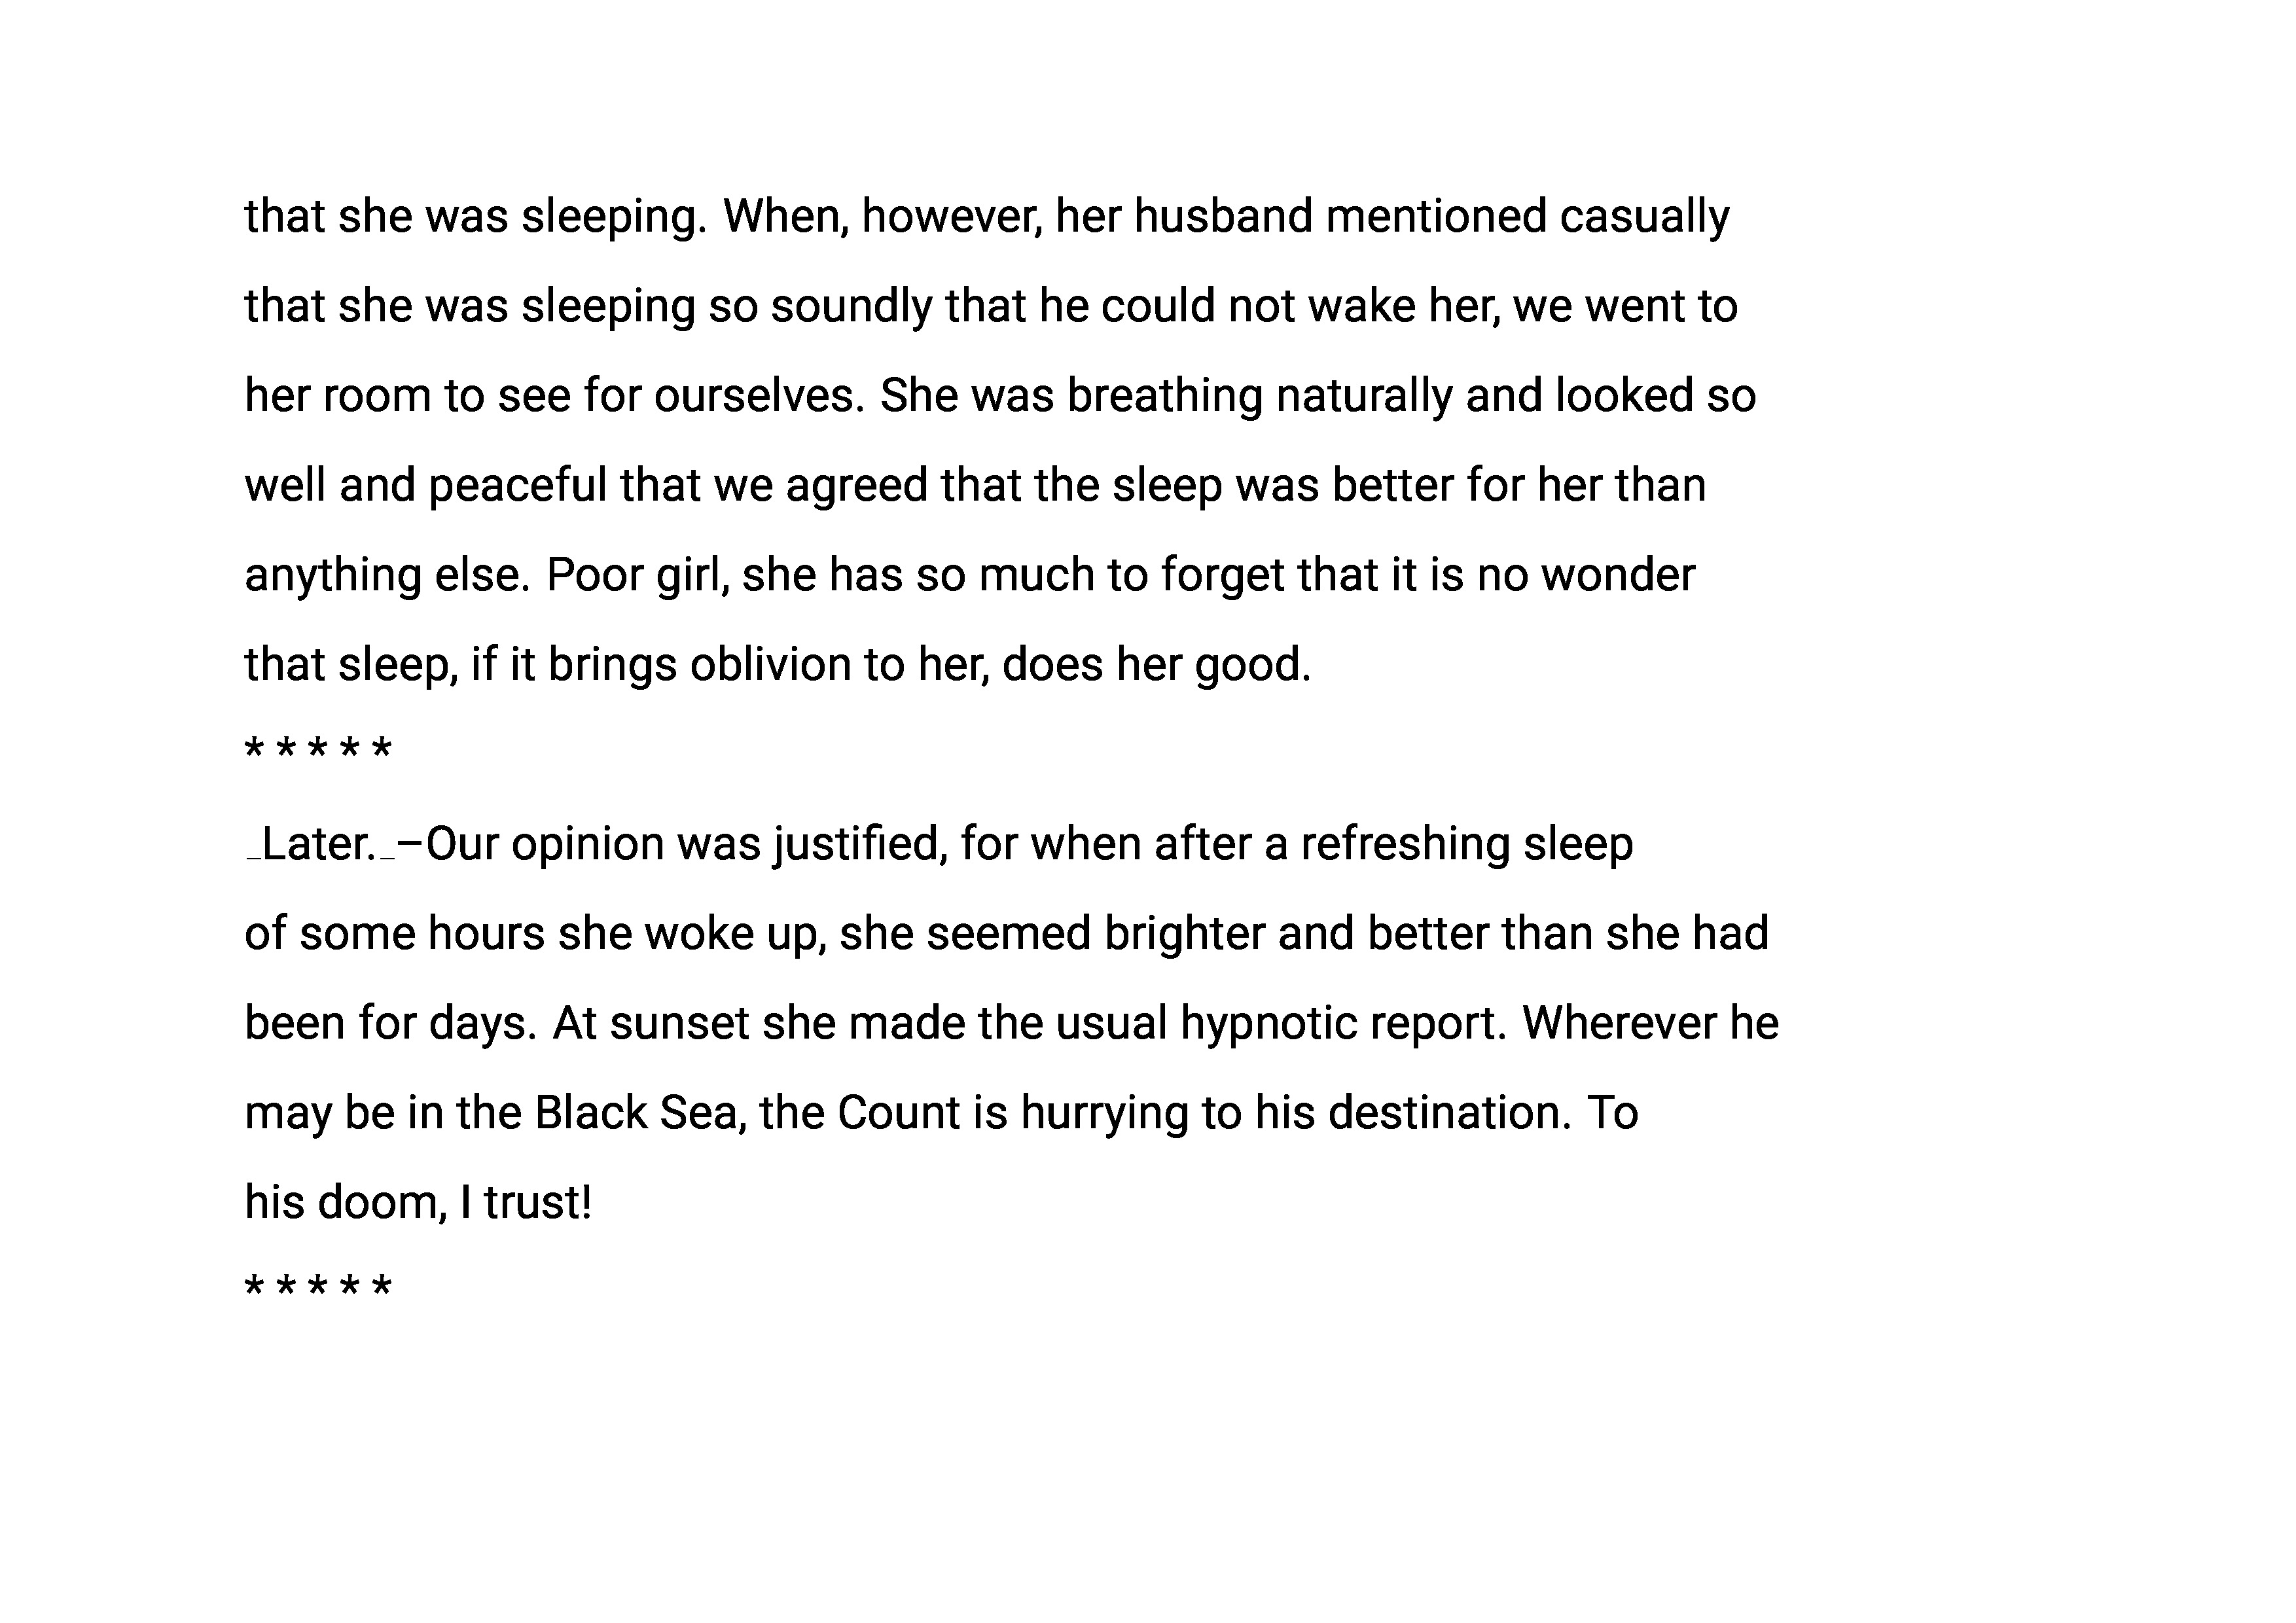 that she was sleeping. When, however, her husband mentioned casually
that she was sleeping so soundly that he could not wake her, we went to
her room to see for ourselves. She was breathing naturally and looked so
well and peaceful that we agreed that the sleep was better for her than
anything else. Poor girl, she has so much to forget that it is no wonder
that sleep, if it brings oblivion to her, does her good.
* * * * *
_Later._–Our opinion was justified, for when after a refreshing sleep
of some hours she woke up, she seemed brighter and better than she had
been for days. At sunset she made the usual hypnotic report. Wherever he
may be in the Black Sea, the Count is hurrying to his destination. To
his doom, I trust!
* * * * *